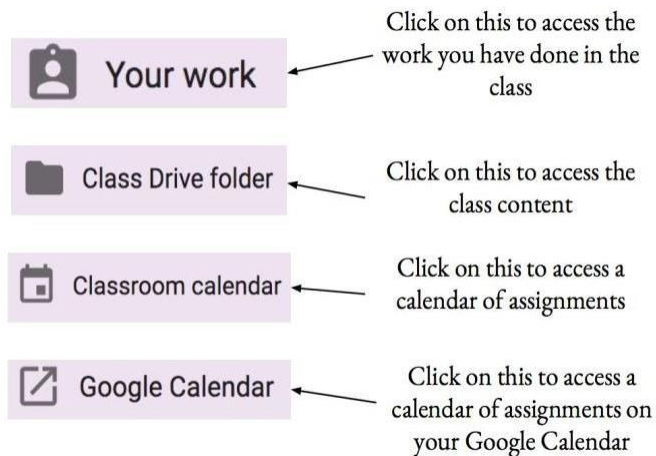 Click on this to access the
work you have done in the
class
Your work
Click on this to access the
class content
Class Drive folder
Click on this to access a
calendar of assignments
Classroom calendar
Click on this to access a
calendar of assignments on
your Google Calendar
Google Calendar